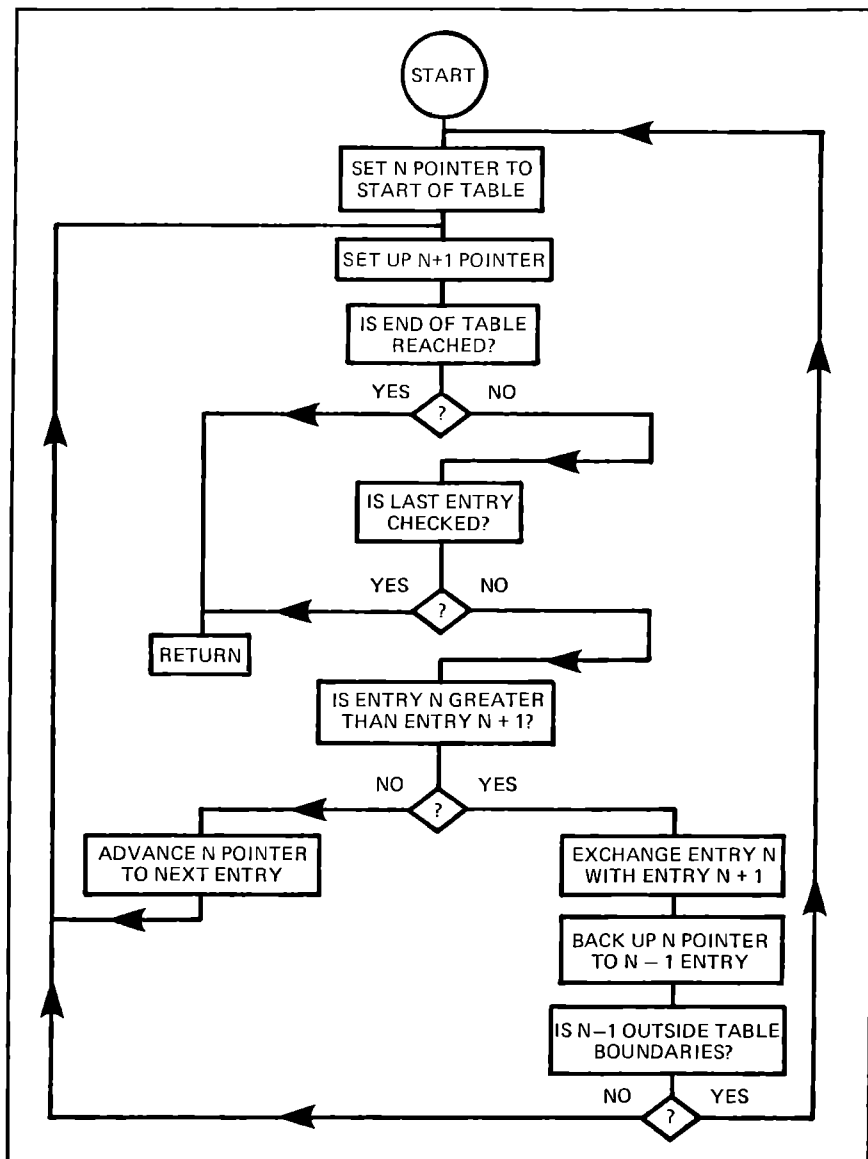 START
SET N POINTER TO
START OF TABLE
SET UP N+1 POINTER
IS END OF TABLE
REACHED?
YES
NO
?
IS LAST ENTRY
CHECKED?
YES
NO
?
RETURN
IS ENTRY N GREATER
THAN ENTRY N + 1?
NO
YES
?
ADVANCE N POINTER
TO NEXT ENTRY
EXCHANGE ENTRY N
WITH ENTRY N + 1
BACK UP N POINTER
TO N – 1 ENTRY
IS N–1 OUTSIDE TABLE
BOUNDARIES?
NO
YES
?